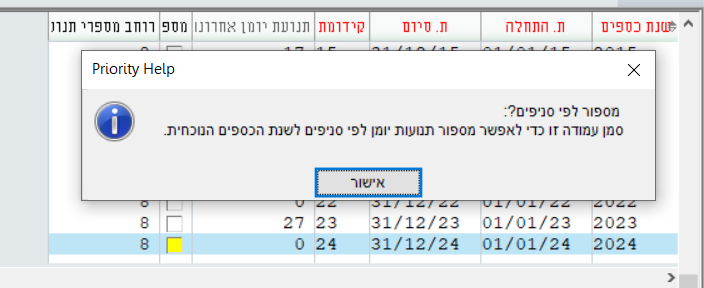 שנת כספים ת. התחלה ת. סיום קידומת תנועת יומן אחרונ מספ רוחב מספרי תנוע
2015 01/01/15 31/12/15 15 17 8
Priority Help
מספור לפי סניפים?:
סמן עמודה זו כדי לאפשר מספור תנועות יומן לפי סניפים לשנת הכספים הנוכחית.
אישור
2022 01/01/22 31/12/22 22 0 8
2023 01/01/23 31/12/23 23 27 8
2024 01/01/24 31/12/24 24 0 8